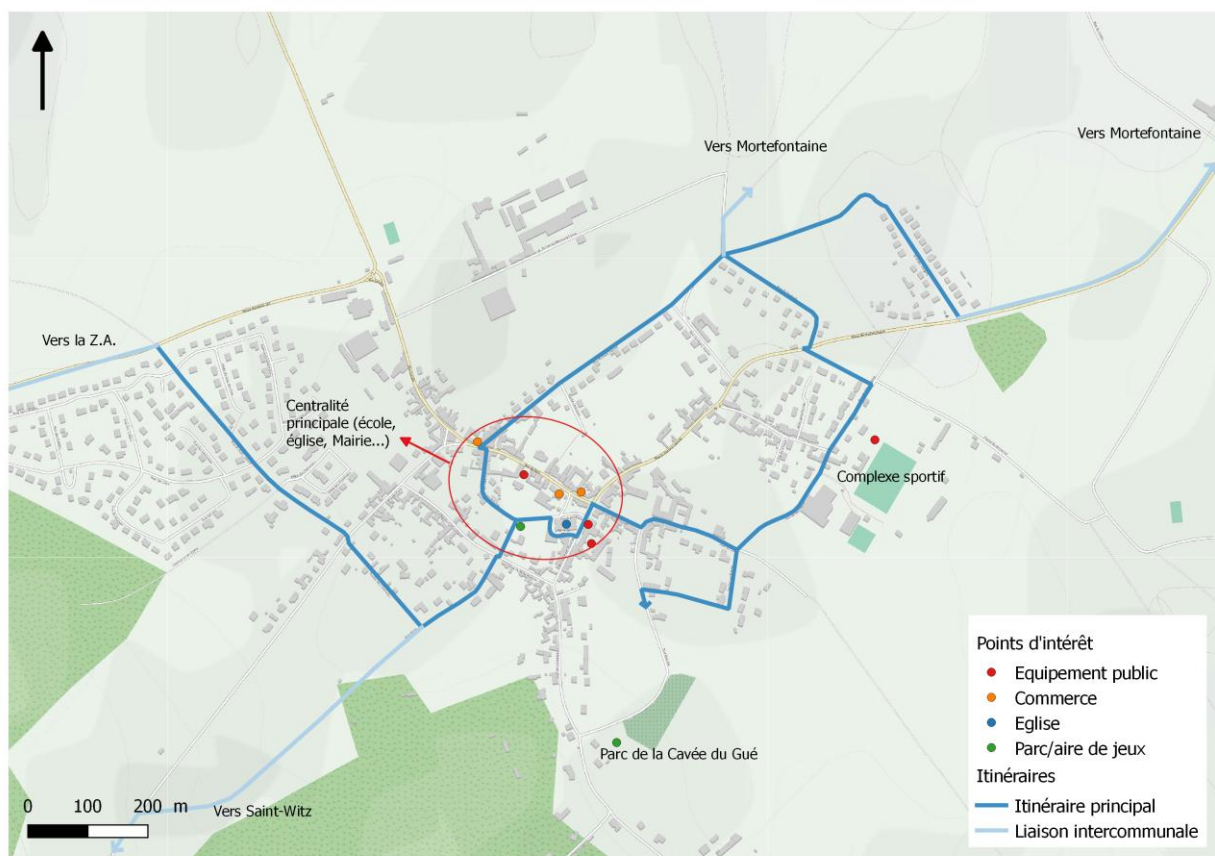 Vers Mortefontaine
Vers Mortefontaine
Vers la Z.A.
Centralité
principale (école,
église, Mairie...)
Complexe sportif
Parc de la Cavée du Gué
Vers Saint-Witz
0 100 200 m
Points d'intérêt
Equipement public
Commerce
Eglise
Parc/aire de jeux
Itinéraires
Itinéraire principal
Liaison intercommunale